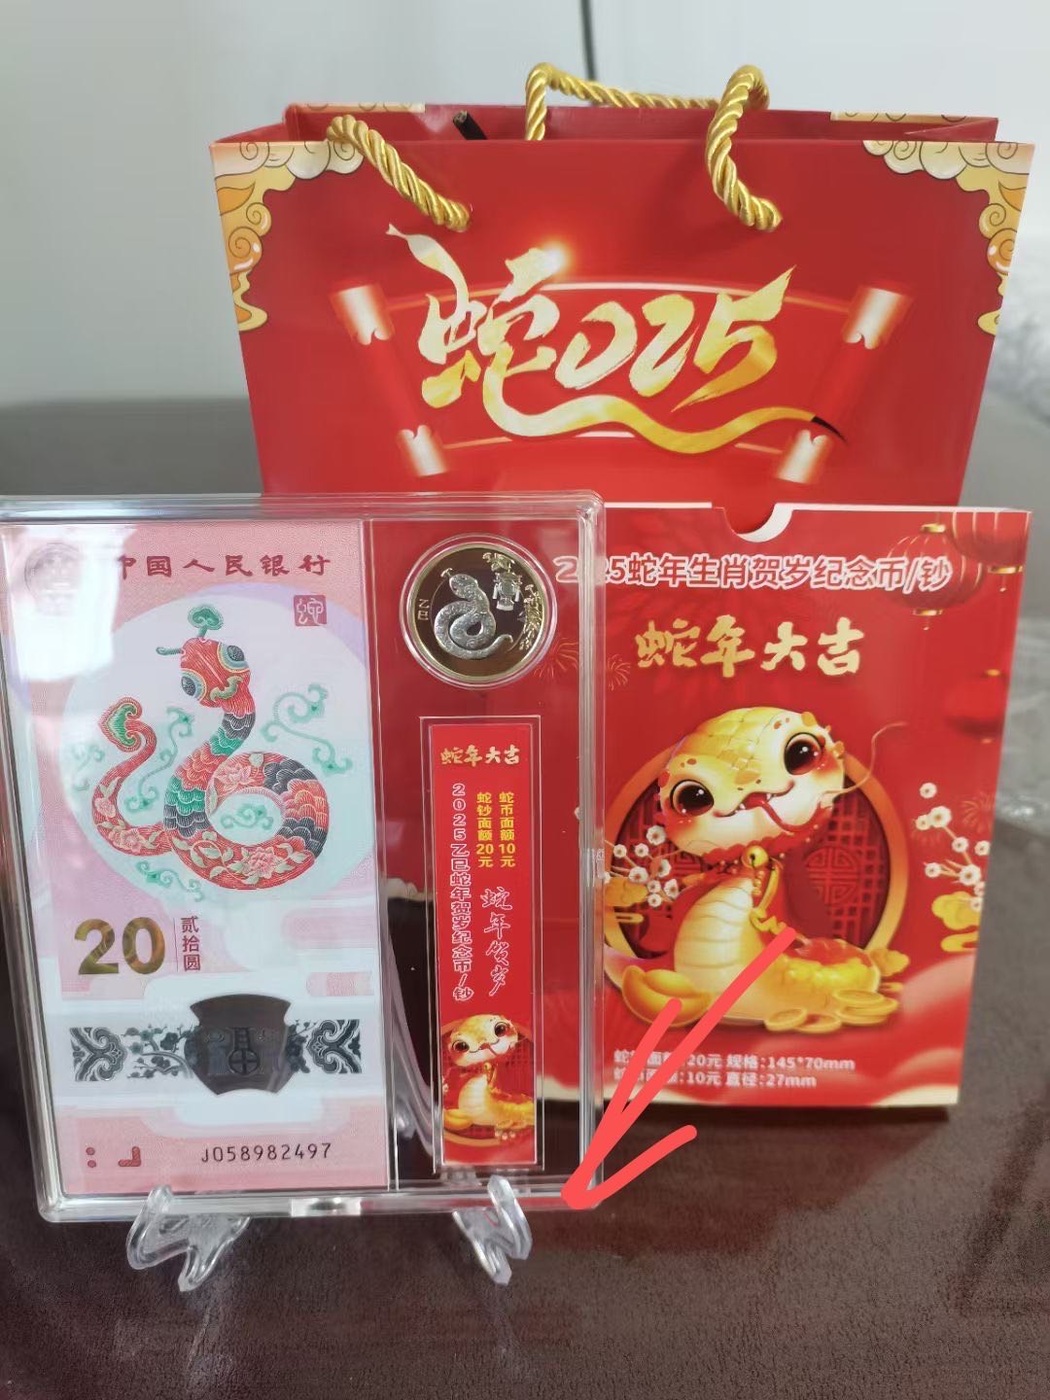 蛇2025
中国人民银行
蛇
20
贰拾圆
福
J058982497
乙巳
蛇年大吉
蛇币面额10元
蛇钞面额20元
2025乙巳蛇年贺岁纪念币/钞
蛇年贺岁
2025蛇年生肖贺岁纪念币/钞
蛇年大吉
20元 规格:145*70mm
10元 直径:27mm